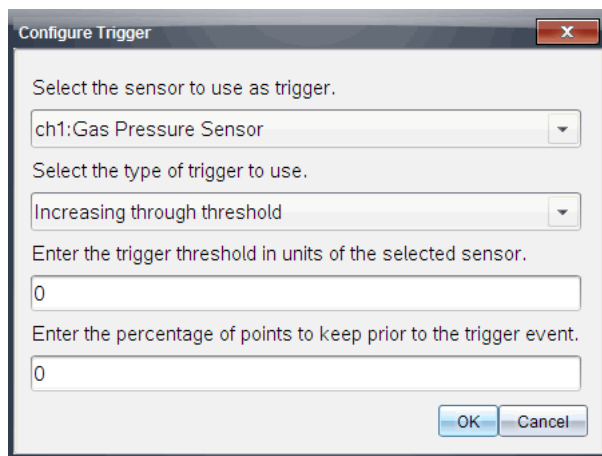 Configure Trigger
Select the sensor to use as trigger.
ch1:Gas Pressure Sensor
Select the type of trigger to use.
Increasing through threshold
Enter the trigger threshold in units of the selected sensor.
0
Enter the percentage of points to keep prior to the trigger event.
0
OK Cancel